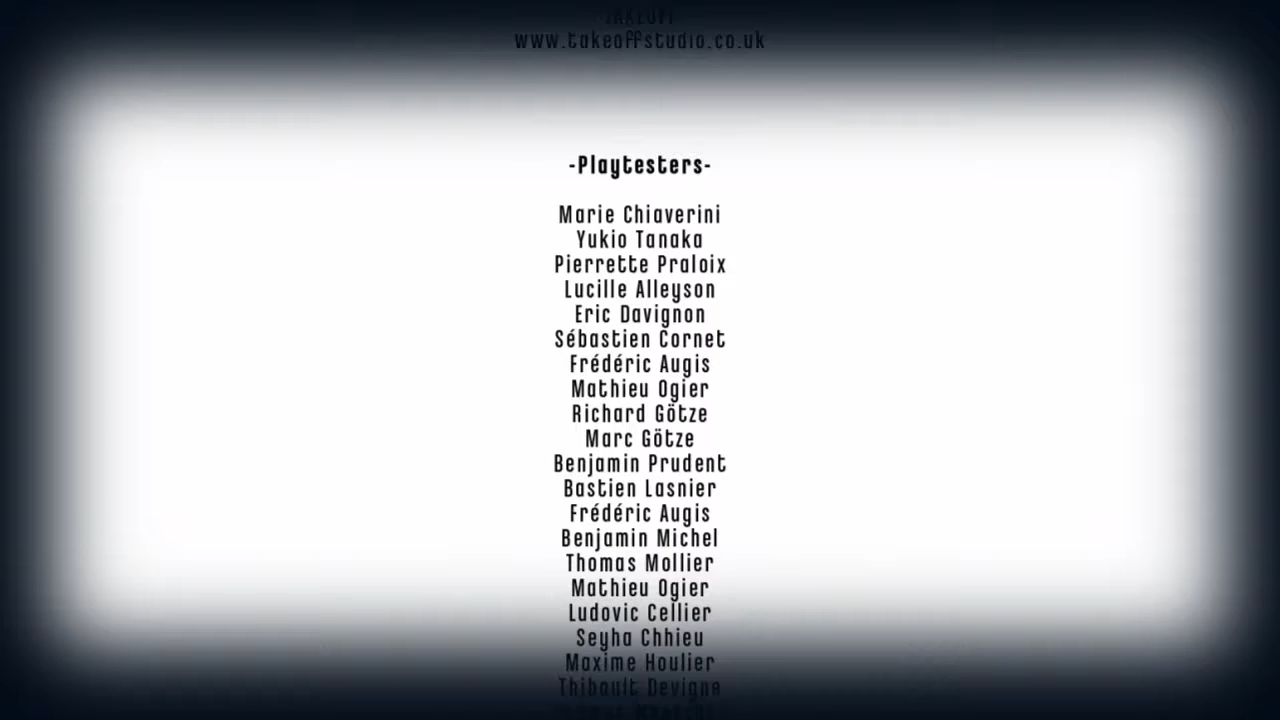 TAKEOFF
www.takeoffstudio.co.uk
-Playtesters-
Marie Chiaverini
Yukio Tanaka
Pierrette Praloix
Lucille Alleyson
Eric Davignon
Sébastien Cornet
Frédéric Augis
Mathieu Ogier
Richard Götze
Marc Götze
Benjamin Prudent
Bastien Lasnier
Frédéric Augis
Benjamin Michel
Thomas Mollier
Mathieu Ogier
Ludovic Cellier
Seyha Chhieu
Maxime Houlier
Thibault Devigne